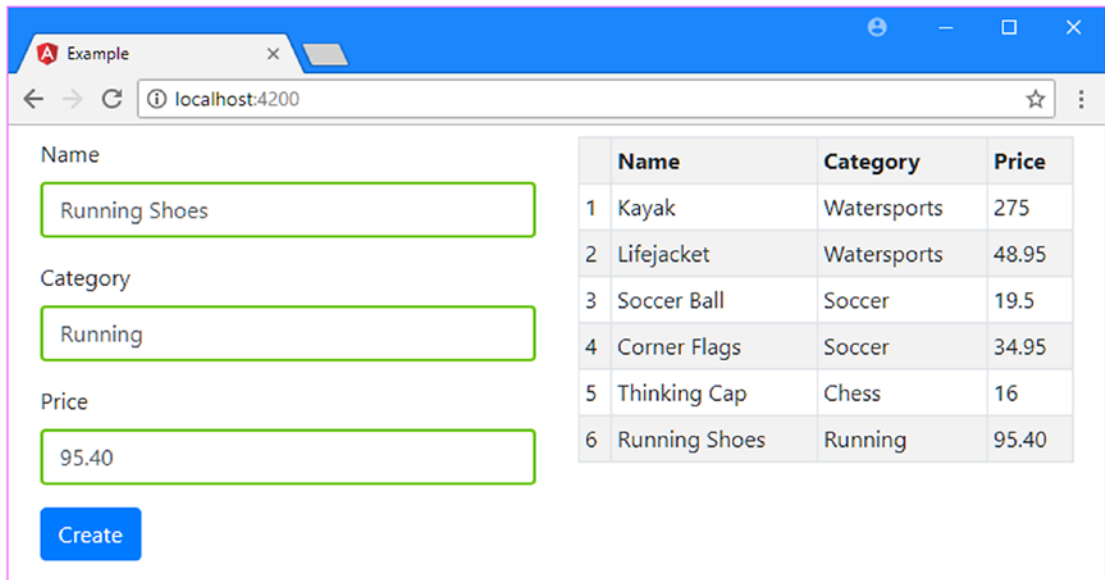 Example
localhost:4200
Name
Running Shoes
Category
Running
Price
95.40
Create
Name Category Price
1 Kayak Watersports 275
2 Lifejacket Watersports 48.95
3 Soccer Ball Soccer 19.5
4 Corner Flags Soccer 34.95
5 Thinking Cap Chess 16
6 Running Shoes Running 95.40